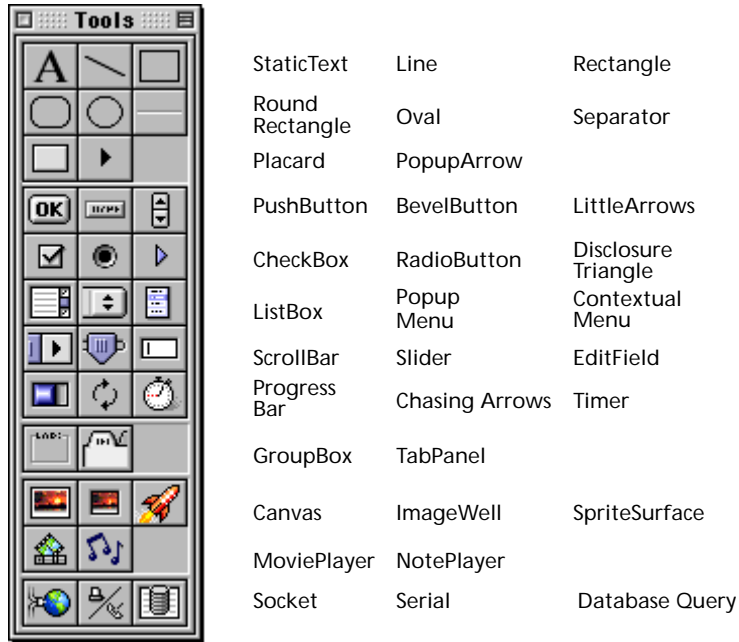 Tools
A
OK
StaticText Line Rectangle
Round
Rectangle Oval Separator
Placard PopupArrow
PushButton BevelButton LittleArrows
CheckBox RadioButton Disclosure
Triangle
ListBox Popup
Menu Contextual
Menu
ScrollBar Slider EditField
Progress
Bar Chasing Arrows Timer
GroupBox TabPanel
Canvas ImageWell SpriteSurface
MoviePlayer NotePlayer
Socket Serial Database Query